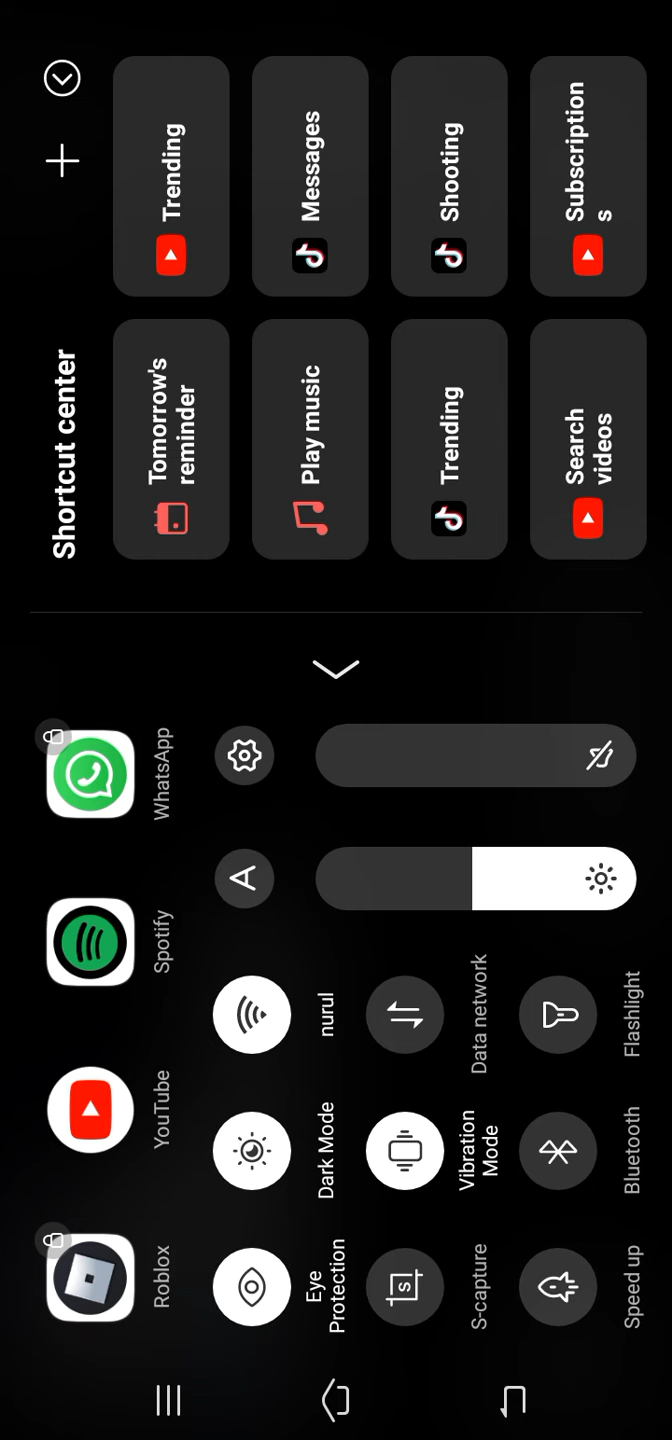 Roblox
YouTube
Spotify
WhatsApp
Eye
Protection
Dark Mode
nurul
A
S
S-capture
Vibration
Mode
Data network
Speed up
Bluetooth
Flashlight
Shortcut center
Tomorrow's
reminder
Trending
Play music
Messages
Trending
Shooting
Search
videos
Subscription
s